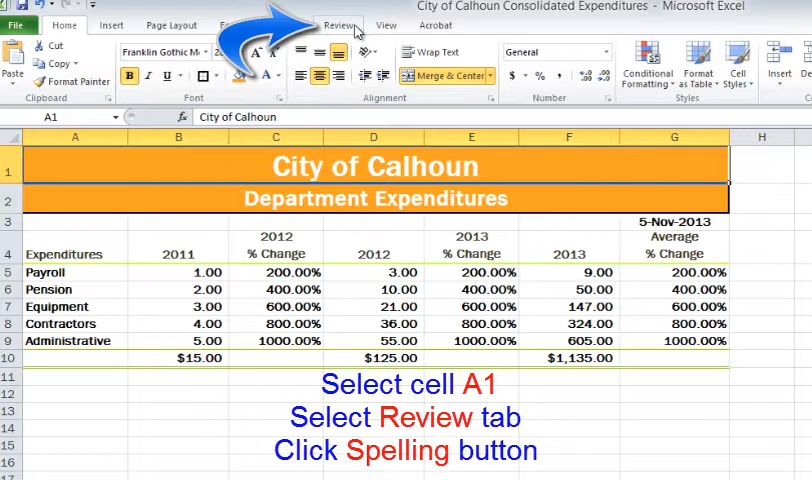 City of Calhoun Consolidated Expenditures - Microsoft Excel
File Home Insert Page Layout Review View Acrobat
Cut
Copy
Format Painter
Paste
Clipboard
Franklin Gothic M
B I U A A
Font
Wrap Text
Merge & Center
Alignment
General
$ % ,
Number
Conditional Formatting
Format as Table
Cell Styles
Styles
Insert
A1 fx City of Calhoun
A B C D E F G H
1 City of Calhoun
2 Department Expenditures
3 5-Nov-2013
2012 2013 Average
4 Expenditures 2011 % Change 2012 % Change 2013 % Change
5 Payroll 1.00 200.00% 3.00 200.00% 9.00 200.00%
6 Pension 2.00 400.00% 10.00 400.00% 50.00 400.00%
7 Equipment 3.00 600.00% 21.00 600.00% 147.00 600.00%
8 Contractors 4.00 800.00% 36.00 800.00% 324.00 800.00%
9 Administrative 5.00 1000.00% 55.00 1000.00% 605.00 1000.00%
10 $15.00 $125.00 $1,135.00
11
12
13
14
15
16
17
Select cell A1
Select Review tab
Click Spelling button